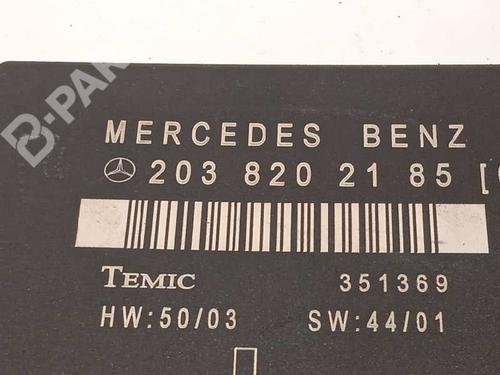 B-PAR
MERCEDES BENZ
203 820 21 85 [
TEMIC 351369
HW:50/03 SW:44/01